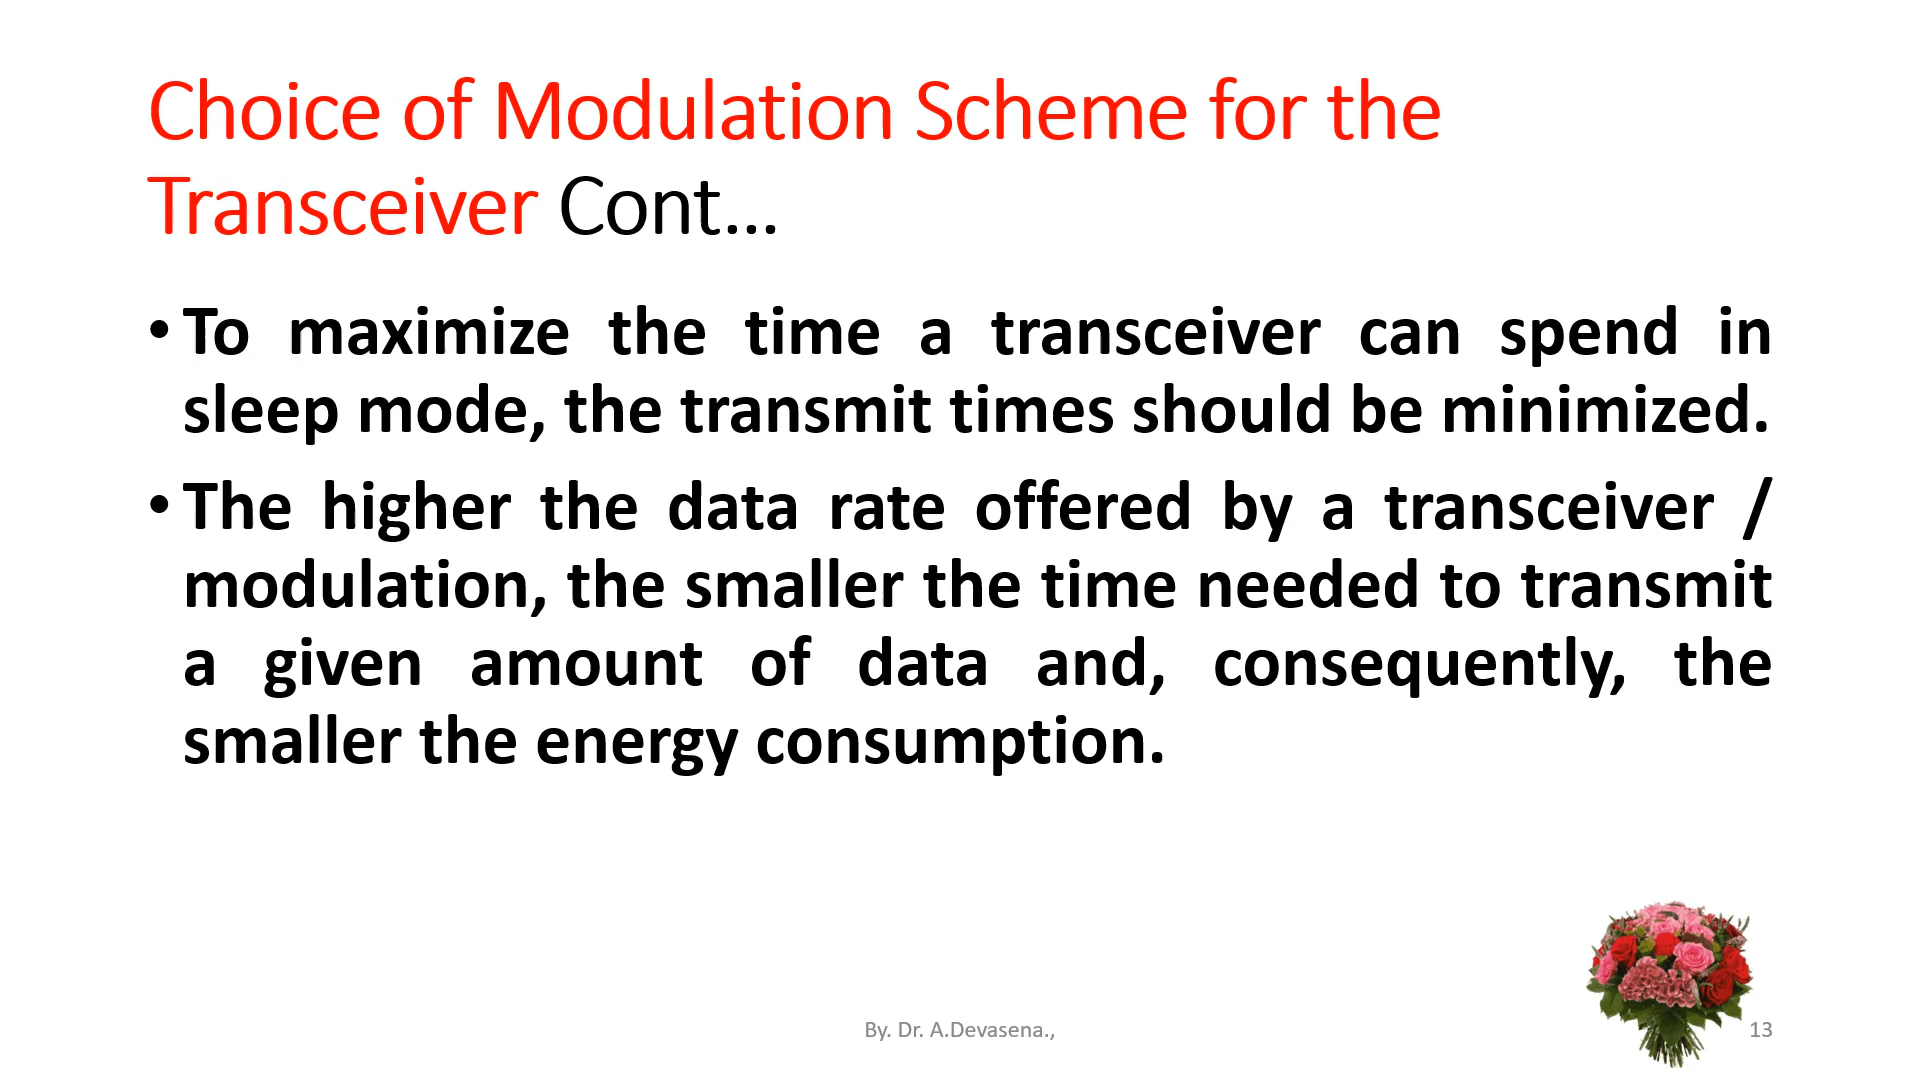 Choice of Modulation Scheme for the
Transceiver Cont...
• To maximize the time a transceiver can spend in
sleep mode, the transmit times should be minimized.
• The higher the data rate offered by a transceiver /
modulation, the smaller the time needed to transmit
a given amount of data and, consequently, the
smaller the energy consumption.
By. Dr. A.Devasena.,
13